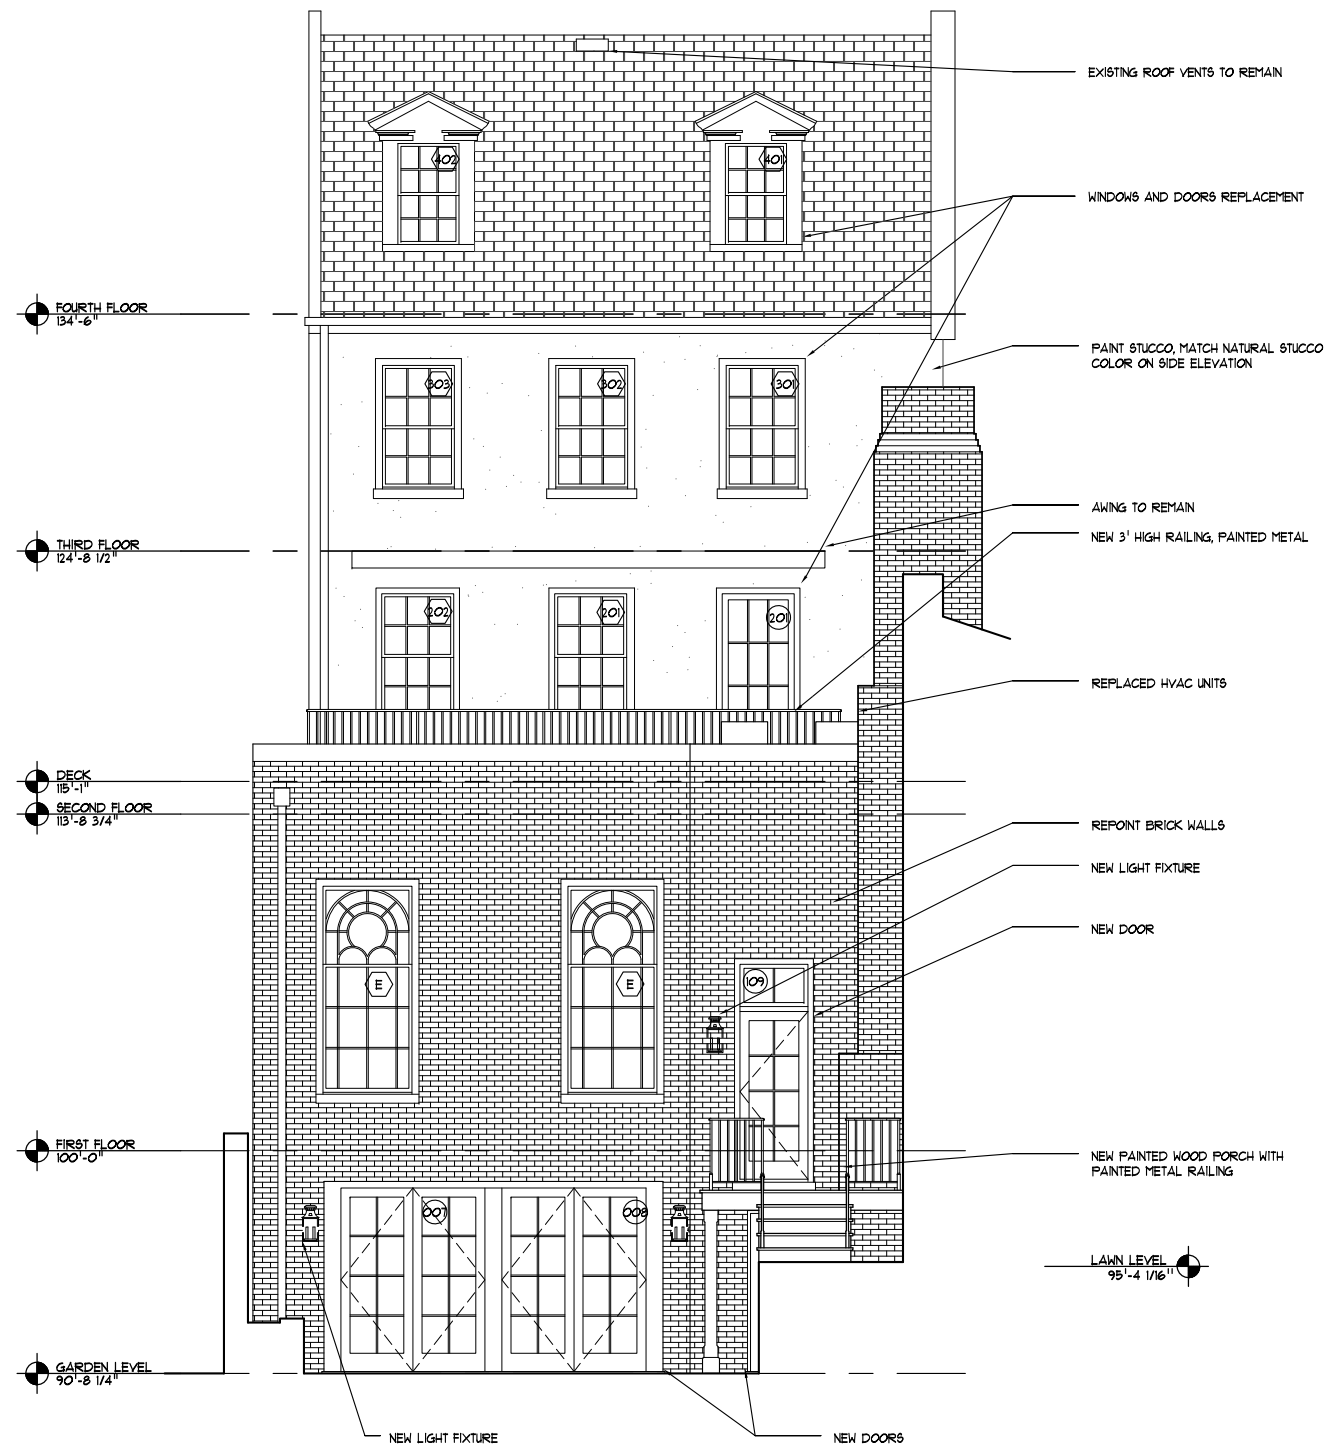 EXISTING ROOF VENTS TO REMAIN
402
401
WINDOWS AND DOORS REPLACEMENT
FOURTH FLOOR
134'-6"
PAINT STUCCO, MATCH NATURAL STUCCO
COLOR ON SIDE ELEVATION
303
302
301
AWING TO REMAIN
NEW 3' HIGH RAILING, PAINTED METAL
THIRD FLOOR
124'-8 1/2"
202
201
201
REPLACED HVAC UNITS
DECK
115'-1"
SECOND FLOOR
113'-8 3/4"
REPOINT BRICK WALLS
NEW LIGHT FIXTURE
NEW DOOR
E
E
109
FIRST FLOOR
100'-0"
NEW PAINTED WOOD PORCH WITH
PAINTED METAL RAILING
007
008
LAWN LEVEL
95'-4 1/16"
GARDEN LEVEL
90'-8 1/4"
NEW LIGHT FIXTURE
NEW DOORS